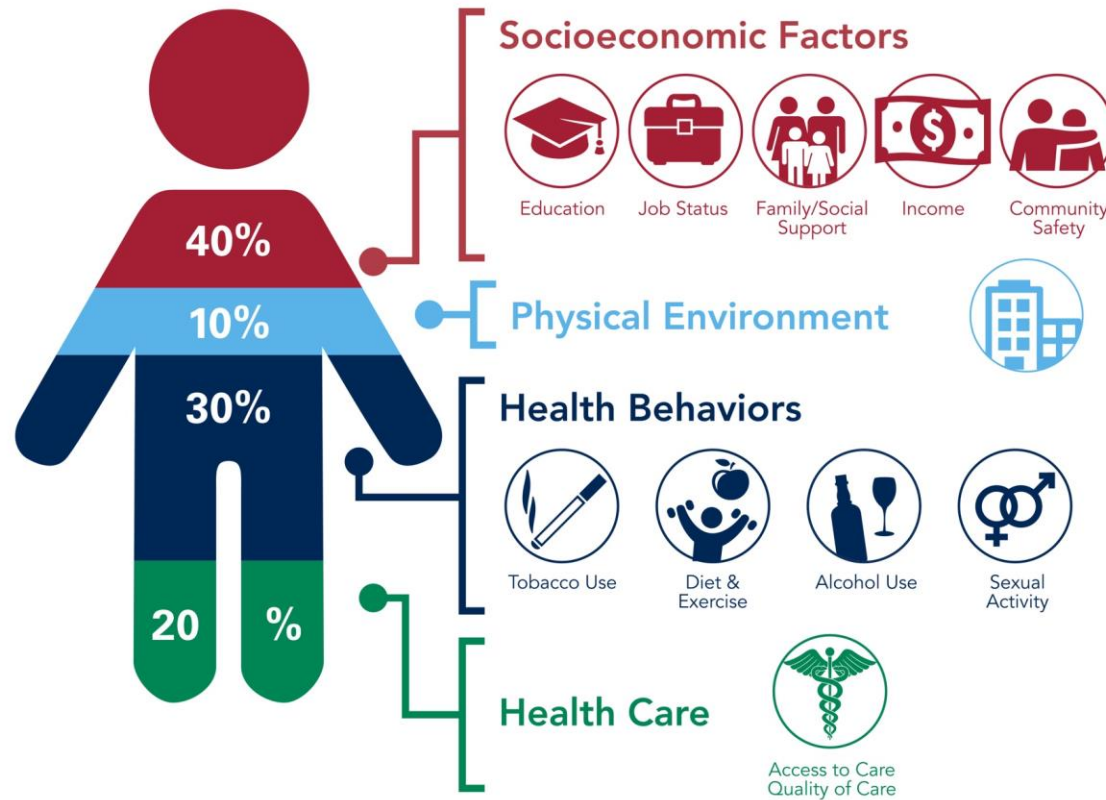 Socioeconomic Factors
Education
Job Status
Family/Social
Support
Income
Community
Safety
40%
10%
Physical Environment
30%
Health Behaviors
Tobacco Use
Diet &
Exercise
Alcohol Use
Sexual
Activity
20 %
Health Care
Access to Care
Quality of Care
$